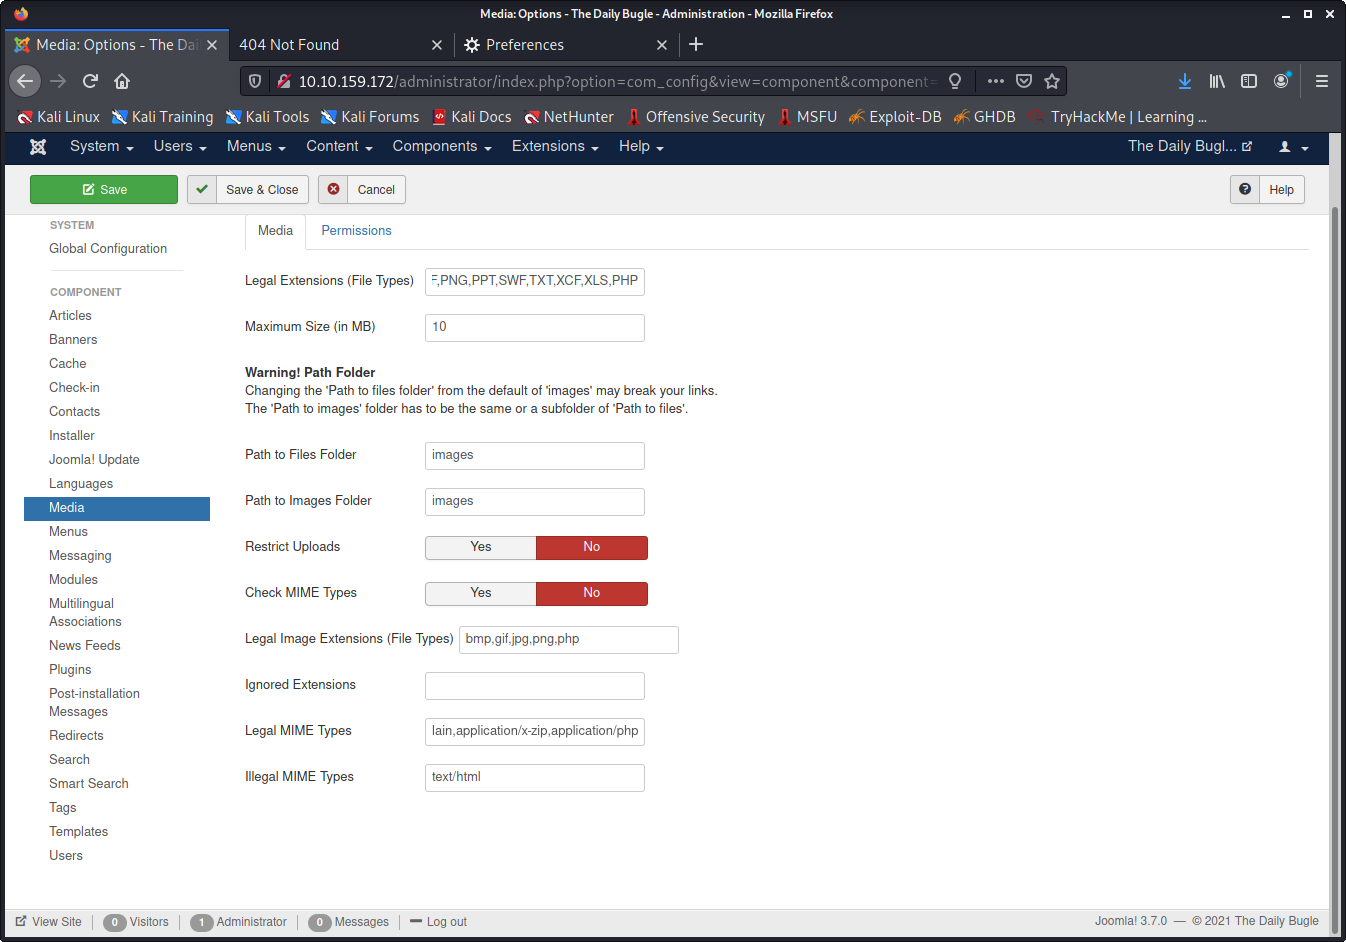 Media: Options - The Daily Bugle - Administration - Mozilla Firefox
Media: Options - The Dai
404 Not Found
Preferences
10.10.159.172/administrator/index.php?option=com_config&view=component&component=
Kali Linux Kali Training Kali Tools Kali Forums Kali Docs NetHunter Offensive Security MSFU Exploit-DB GHDB TryHackMe | Learning ...
System Users Menus Content Components Extensions Help The Daily Bugl...
Save Save & Close Cancel Help
SYSTEM
Global Configuration
COMPONENT
Articles
Banners
Cache
Check-in
Contacts
Installer
Joomla! Update
Languages
Media
Menus
Messaging
Modules
Multilingual
Associations
News Feeds
Plugins
Post-installation
Messages
Redirects
Search
Smart Search
Tags
Templates
Users
Media Permissions
Legal Extensions (File Types) F,PNG,PPT,SWF,TXT,XCF,XLS,PHP
Maximum Size (in MB) 10
Warning! Path Folder
Changing the 'Path to files folder' from the default of 'images' may break your links.
The 'Path to images' folder has to be the same or a subfolder of 'Path to files'.
Path to Files Folder images
Path to Images Folder images
Restrict Uploads Yes No
Check MIME Types Yes No
Legal Image Extensions (File Types) bmp,gif,jpg,png,php
Ignored Extensions
Legal MIME Types lain,application/x-zip,application/php
Illegal MIME Types text/html
View Site 0 Visitors 1 Administrator 0 Messages Log out Joomla! 3.7.0 — © 2021 The Daily Bugle